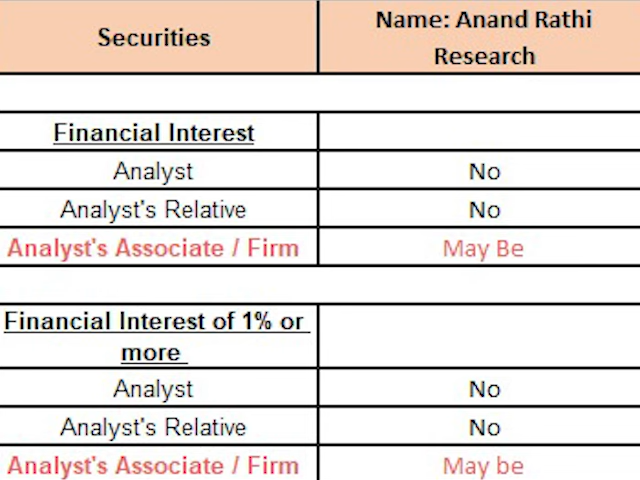 Securities
Name: Anand Rathi
Research
Financial Interest
Analyst No
Analyst's Relative No
Analyst's Associate / Firm May Be
Financial Interest of 1% or
more
Analyst No
Analyst's Relative No
Analyst's Associate / Firm May be